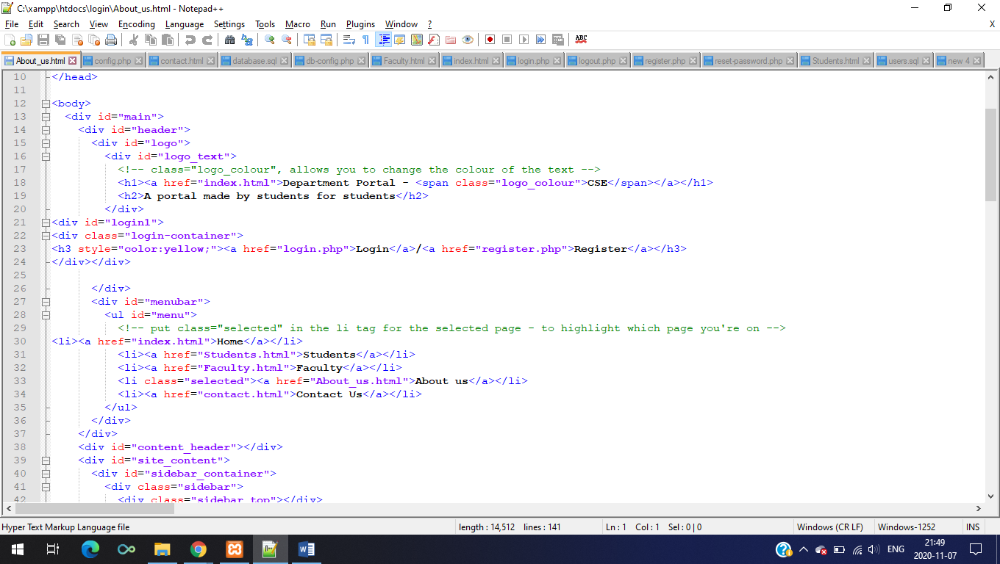 C:\xampp\htdocs\login\About_us.html - Notepad++
File Edit Search View Encoding Language Settings Tools Macro Run Plugins Window ? X
About_us.html config.php contact.html database.sql db-config.php Faculty.html index.html login.php logout.php register.php reset-password.php Students.html users.sql new 4
10 </head>
11
12 <body>
13 <div id="main">
14 <div id="header">
15 <div id="logo">
16 <div id="logo_text">
17 <!-- class="logo_colour", allows you to change the colour of the text -->
18 <h1><a href="index.html">Department Portal - <span class="logo_colour">CSE</span></a></h1>
19 <h2>A portal made by students for students</h2>
20 </div>
21 <div id="login1">
22 <div class="login-container">
23 <h3 style="color:yellow;"><a href="login.php">Login</a>/<a href="register.php">Register</a></h3>
24 </div></div>
25
26 </div>
27 <div id="menubar">
28 <ul id="menu">
29 <!-- put class="selected" in the li tag for the selected page - to highlight which page you're on -->
30 <li><a href="index.html">Home</a></li>
31 <li><a href="Students.html">Students</a></li>
32 <li><a href="Faculty.html">Faculty</a></li>
33 <li class="selected"><a href="About_us.html">About us</a></li>
34 <li><a href="contact.html">Contact Us</a></li>
35 </ul>
36 </div>
37 </div>
38 <div id="content_header"></div>
39 <div id="site_content">
40 <div id="sidebar_container">
41 <div class="sidebar">
42 <div class="sidebar_top"></div>
Hyper Text Markup Language file length : 14,512 lines : 141 Ln : 1 Col : 1 Sel : 0 | 0 Windows (CR LF) Windows-1252 INS
ENG 21:49
2020-11-07